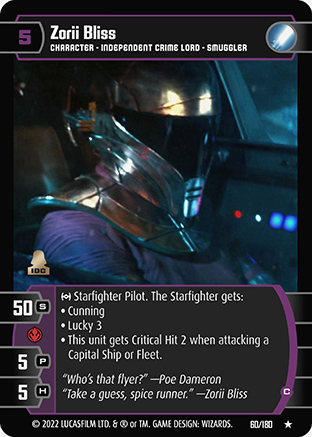 5
Zorii Bliss
CHARACTER - INDEPENDENT CRIME LORD - SMUGGLER
IDC
50 S
5 P
5 H
Starfighter Pilot. The Starfighter gets:
• Cunning
• Lucky 3
• This unit gets Critical Hit 2 when attacking a
Capital Ship or Fleet.
“Who’s that flyer?” —Poe Dameron
“Take a guess, spice runner.” —Zorii Bliss
C
© 2022 LUCASFILM LTD. & ® or TM. GAME DESIGN: WIZARDS.
60/180